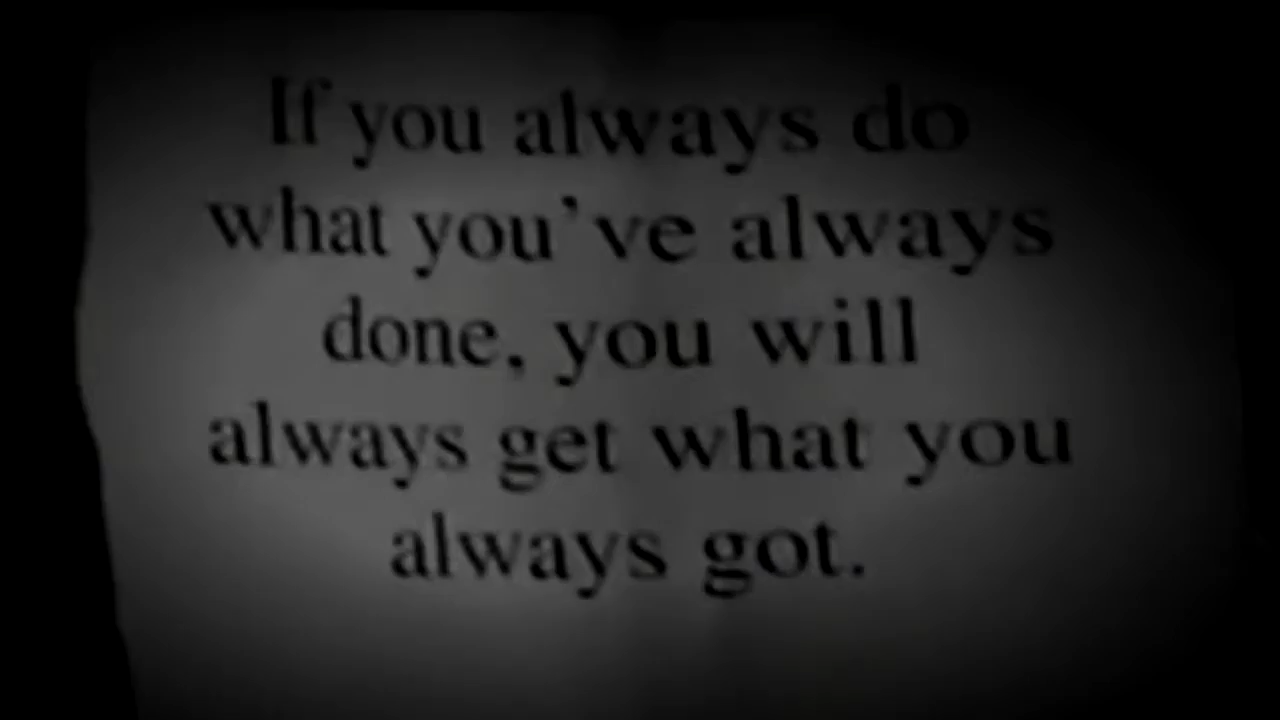 If you always do
what you've always
done, you will
always get what you
always got.